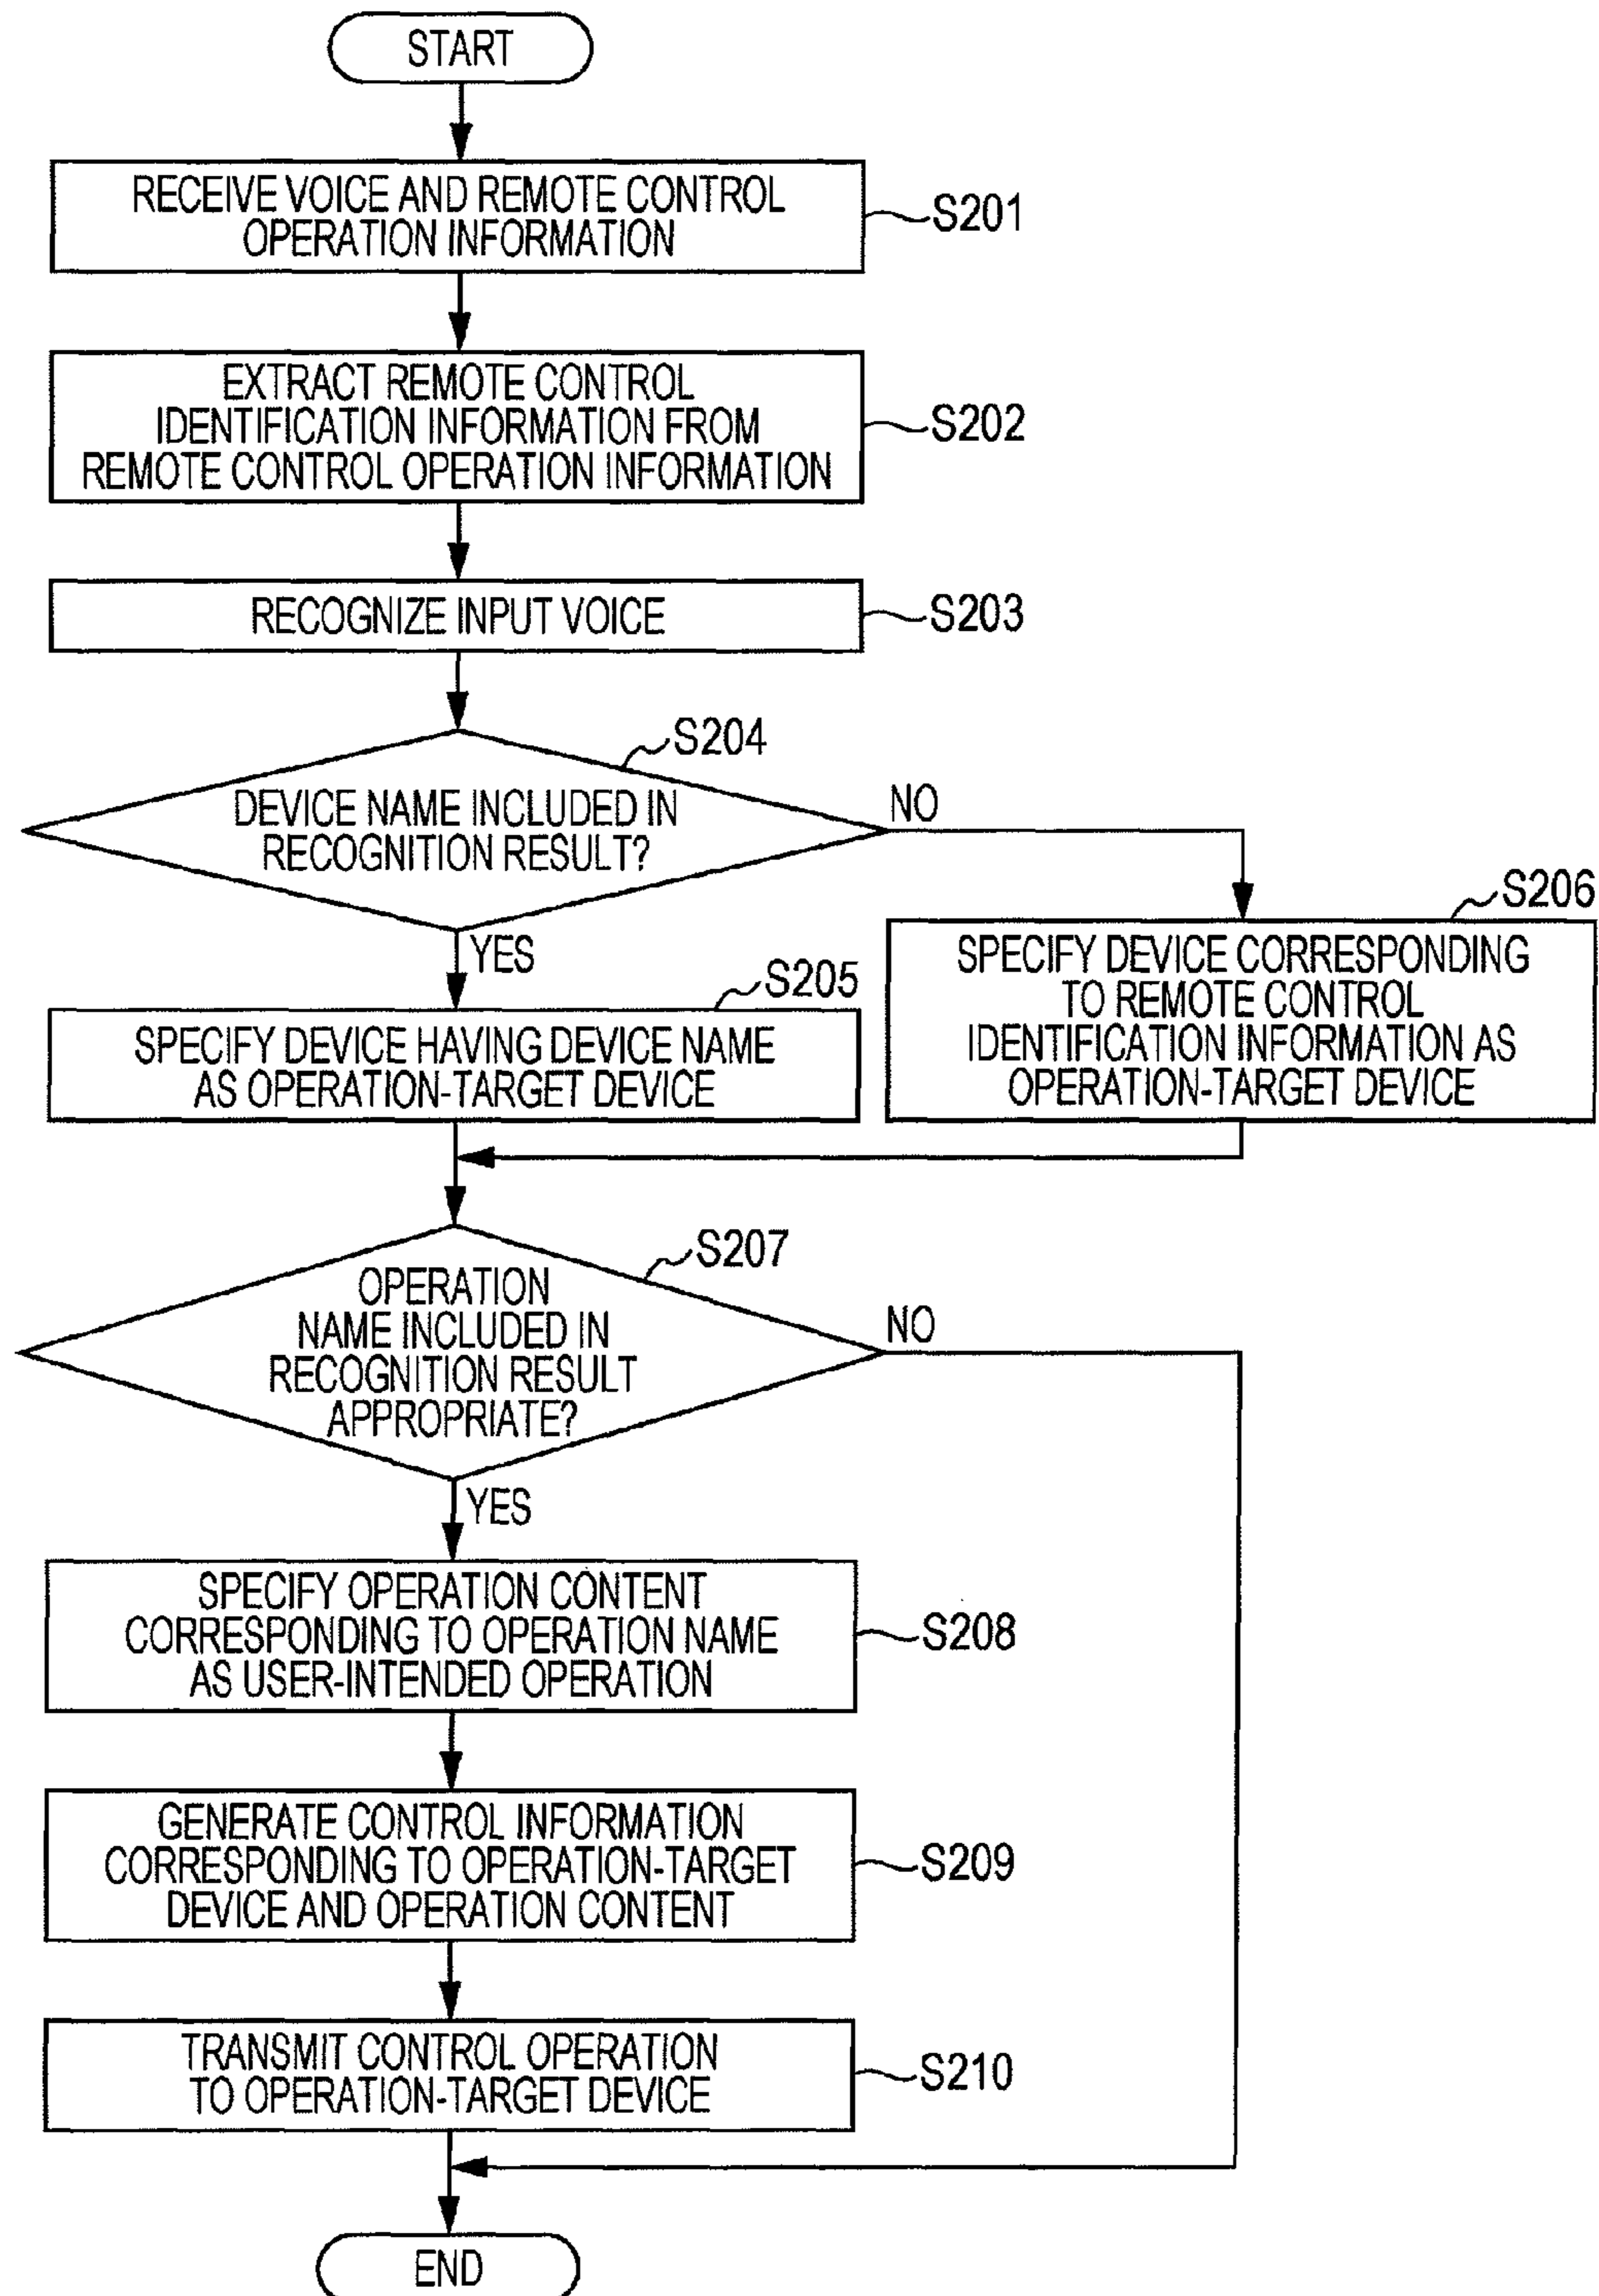 START
RECEIVE VOICE AND REMOTE CONTROL
OPERATION INFORMATION
S201
EXTRACT REMOTE CONTROL
IDENTIFICATION INFORMATION FROM
REMOTE CONTROL OPERATION INFORMATION
S202
RECOGNIZE INPUT VOICE
S203
S204
DEVICE NAME INCLUDED IN
RECOGNITION RESULT?
NO
YES
S205
SPECIFY DEVICE HAVING DEVICE NAME
AS OPERATION-TARGET DEVICE
S206
SPECIFY DEVICE CORRESPONDING
TO REMOTE CONTROL
IDENTIFICATION INFORMATION AS
OPERATION-TARGET DEVICE
S207
OPERATION
NAME INCLUDED IN
RECOGNITION RESULT
APPROPRIATE?
NO
YES
SPECIFY OPERATION CONTENT
CORRESPONDING TO OPERATION NAME
AS USER-INTENDED OPERATION
S208
GENERATE CONTROL INFORMATION
CORRESPONDING TO OPERATION-TARGET
DEVICE AND OPERATION CONTENT
S209
TRANSMIT CONTROL OPERATION
TO OPERATION-TARGET DEVICE
S210
END